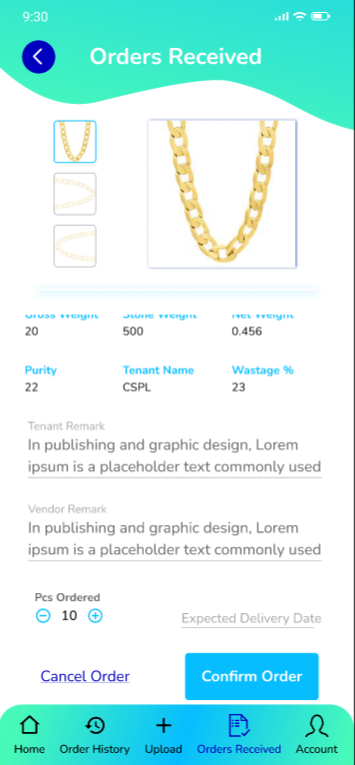 9:30
Orders Received
Gross Weight Stone Weight Net Weight
20 500 0.456
Purity Tenant Name Wastage %
22 CSPL 23
Tenant Remark
In publishing and graphic design, Lorem
ipsum is a placeholder text commonly used
Vendor Remark
In publishing and graphic design, Lorem
ipsum is a placeholder text commonly used
Pcs Ordered
10
Expected Delivery Date
Cancel Order Confirm Order
Home Order History Upload Orders Received Account